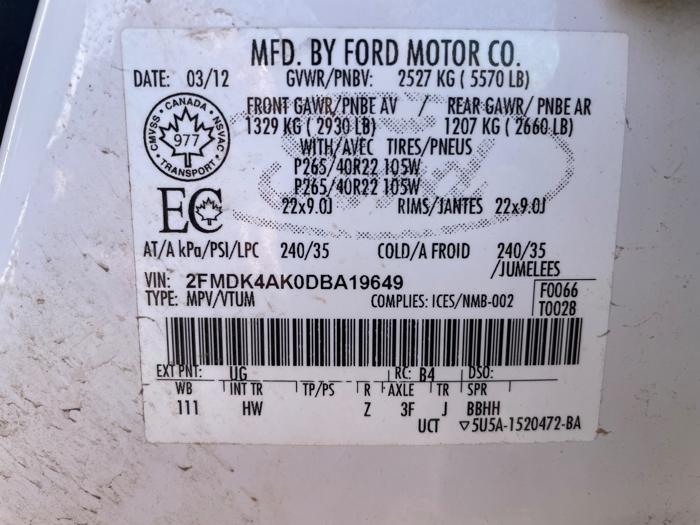 MFD. BY FORD MOTOR CO.
DATE: 03/12 GVWR/PNBV: 2527 KG ( 5570 LB)
FRONT GAWR/PNBE AV / REAR GAWR/ PNBE AR
1329 KG ( 2930 LB) 1207 KG ( 2660 LB)
WITH/AVEC TIRES/PNEUS
CANADA
CMVSS 977 NSVAC
TRANSPORT
P265/40R22 105W
P265/40R22 105W
EC 22x9.0J RIMS/JANTES 22x9.0J
AT/A kPa/PSI/LPC 240/35 COLD/A FROID 240/35
/JUMELEES
VIN: 2FMDK4AK0DBA19649
TYPE: MPV/VTUM COMPLIES: ICES/NMB-002
F0066
T0028
EXT PNT: UG RC: B4 DSO:
WB INT TR TP/PS R AXLE TR SPR
111 HW Z 3F J BBHH
UCT ▽5U5A-1520472-BA